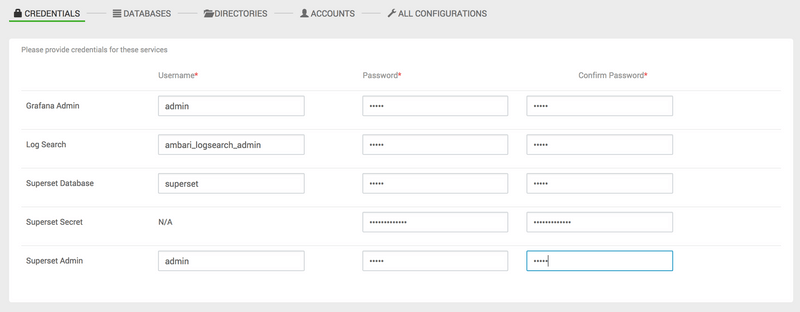 CREDENTIALS DATABASES DIRECTORIES ACCOUNTS ALL CONFIGURATIONS
Please provide credentials for these services
Username* Password* Confirm Password*
Grafana Admin admin ••••• •••••
Log Search ambari_logsearch_admin ••••• •••••
Superset Database superset ••••• •••••
Superset Secret N/A ••••••••••••• •••••••••••••
Superset Admin admin ••••• •••••